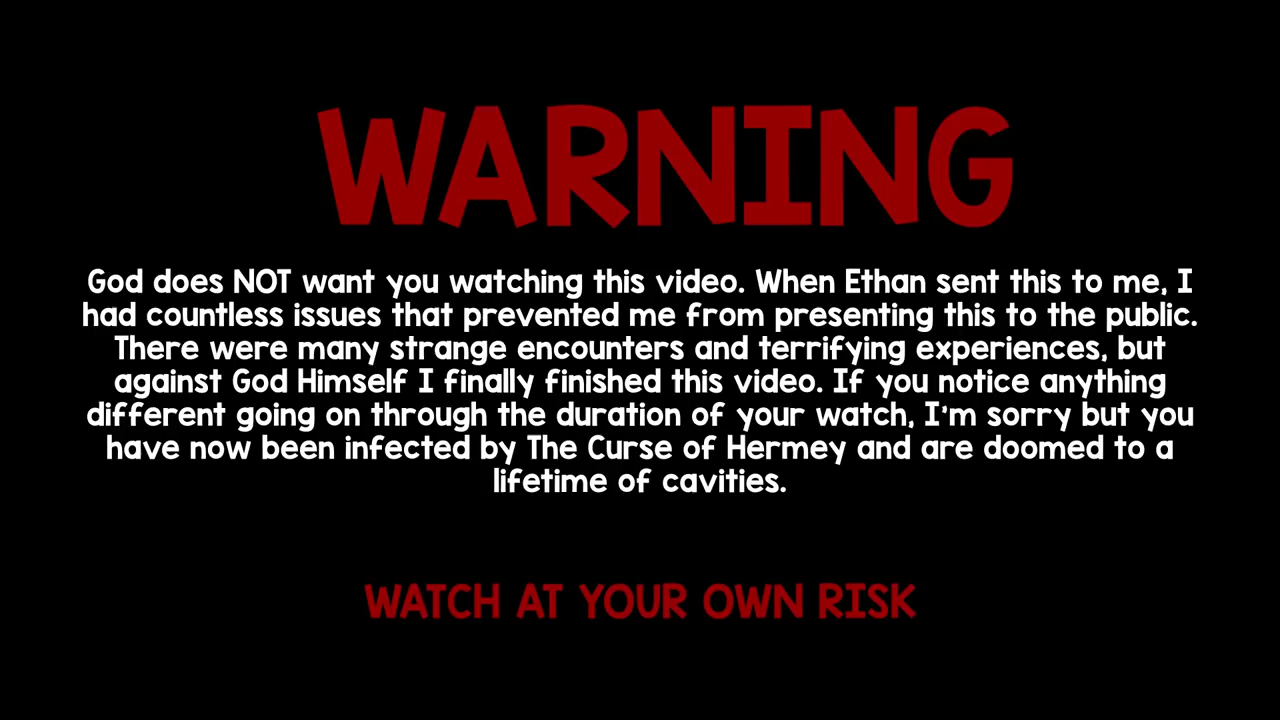 WARNING
God does NOT want you watching this video. When Ethan sent this to me, I
had countless issues that prevented me from presenting this to the public.
There were many strange encounters and terrifying experiences, but
against God Himself I finally finished this video. If you notice anything
different going on through the duration of your watch, I'm sorry but you
have now been infected by The Curse of Hermey and are doomed to a
lifetime of cavities.
WATCH AT YOUR OWN RISK